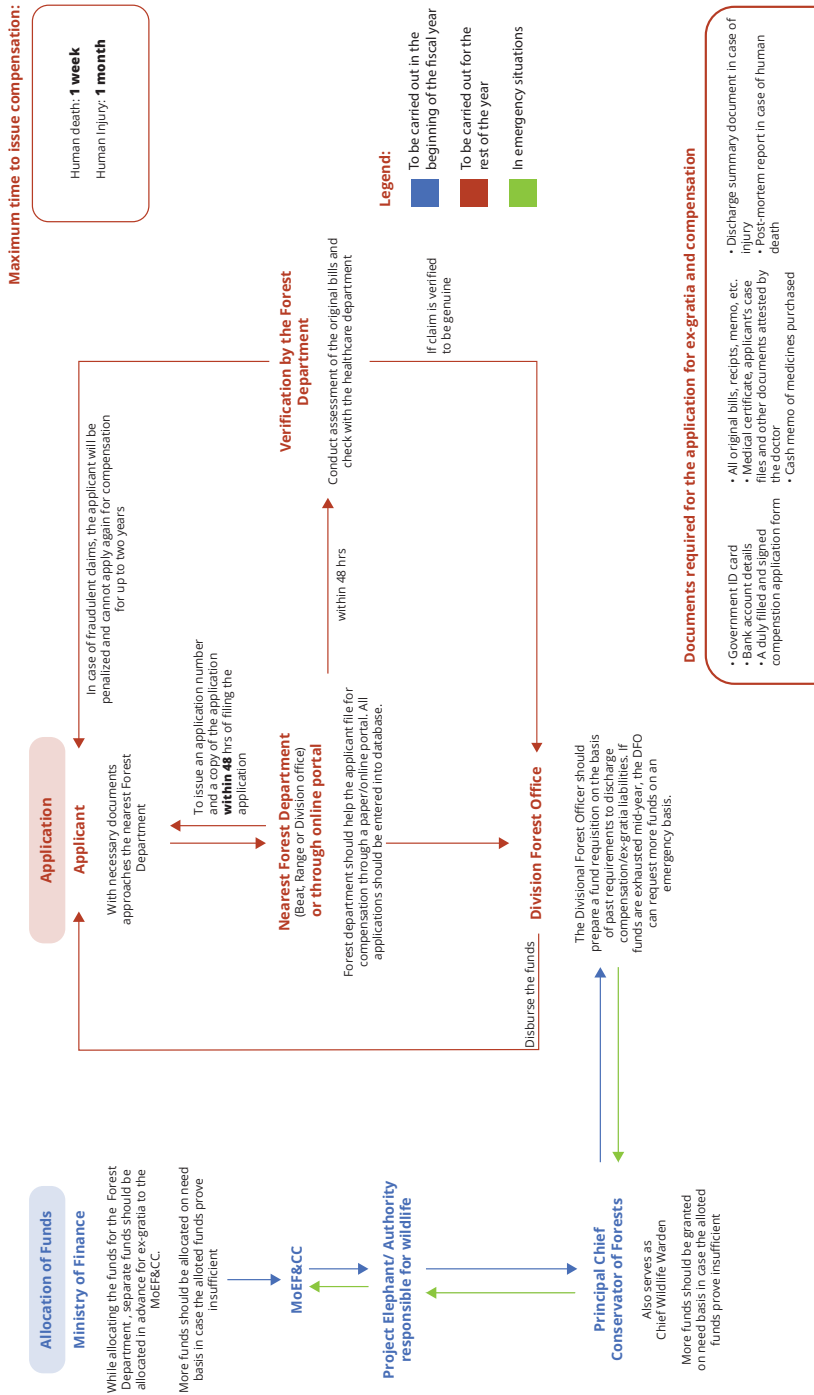 Maximum time to issue compensation:
Human death: 1 week
Human Injury: 1 month
Allocation of Funds
Ministry of Finance
While allocating the funds for the Forest
Department , separate funds should be
allocated in advance for ex-gratia to the
MoEF&CC.
More funds should be allocated on need
basis in case the alloted funds prove
insufficient
MoEF&CC
Project Elephant/ Authority
responsible for wildlife
Principal Chief
Conservator of Forests
Also serves as
Chief Wildlife Warden
More funds should be granted
on need basis in case the alloted
funds prove insufficient
Application
Applicant
With necessary documents
approaches the nearest Forest
Department
To issue an application number
and a copy of the application
within 48 hrs of filing the
application
In case of fraudulent claims, the applicant will be
penalized and cannot apply again for compensation
for up to two years
Nearest Forest Department
(Beat, Range or Division office)
or through online portal
Forest department should help the applicant file for
compensation through a paper/online portal. All
applications should be entered into database.
within 48 hrs
Verification by the Forest
Department
Conduct assessment of the original bills and
check with the healthcare department
If claim is verified
to be genuine
Disburse the funds
Division Forest Office
The Divisional Forest Officer should
prepare a fund requisition on the basis
of past requirements to discharge
compensation/ex-gratia liabilities. If
funds are exhausted mid-year, the DFO
can request more funds on an
emergency basis.
Legend:
To be carried out in the
beginning of the fiscal year
To be carried out for the
rest of the year
In emergency situations
Documents required for the application for ex-gratia and compensation
• Government ID card
• Bank account details
• A duly filled and signed
compenstion application form
• All original bills, recipts, memo, etc.
• Medical certificate, applicant's case
files and other documents attested by
the doctor
• Cash memo of medicines purchased
• Discharge summary document in case of
injury
• Post-mortem report in case of human
death